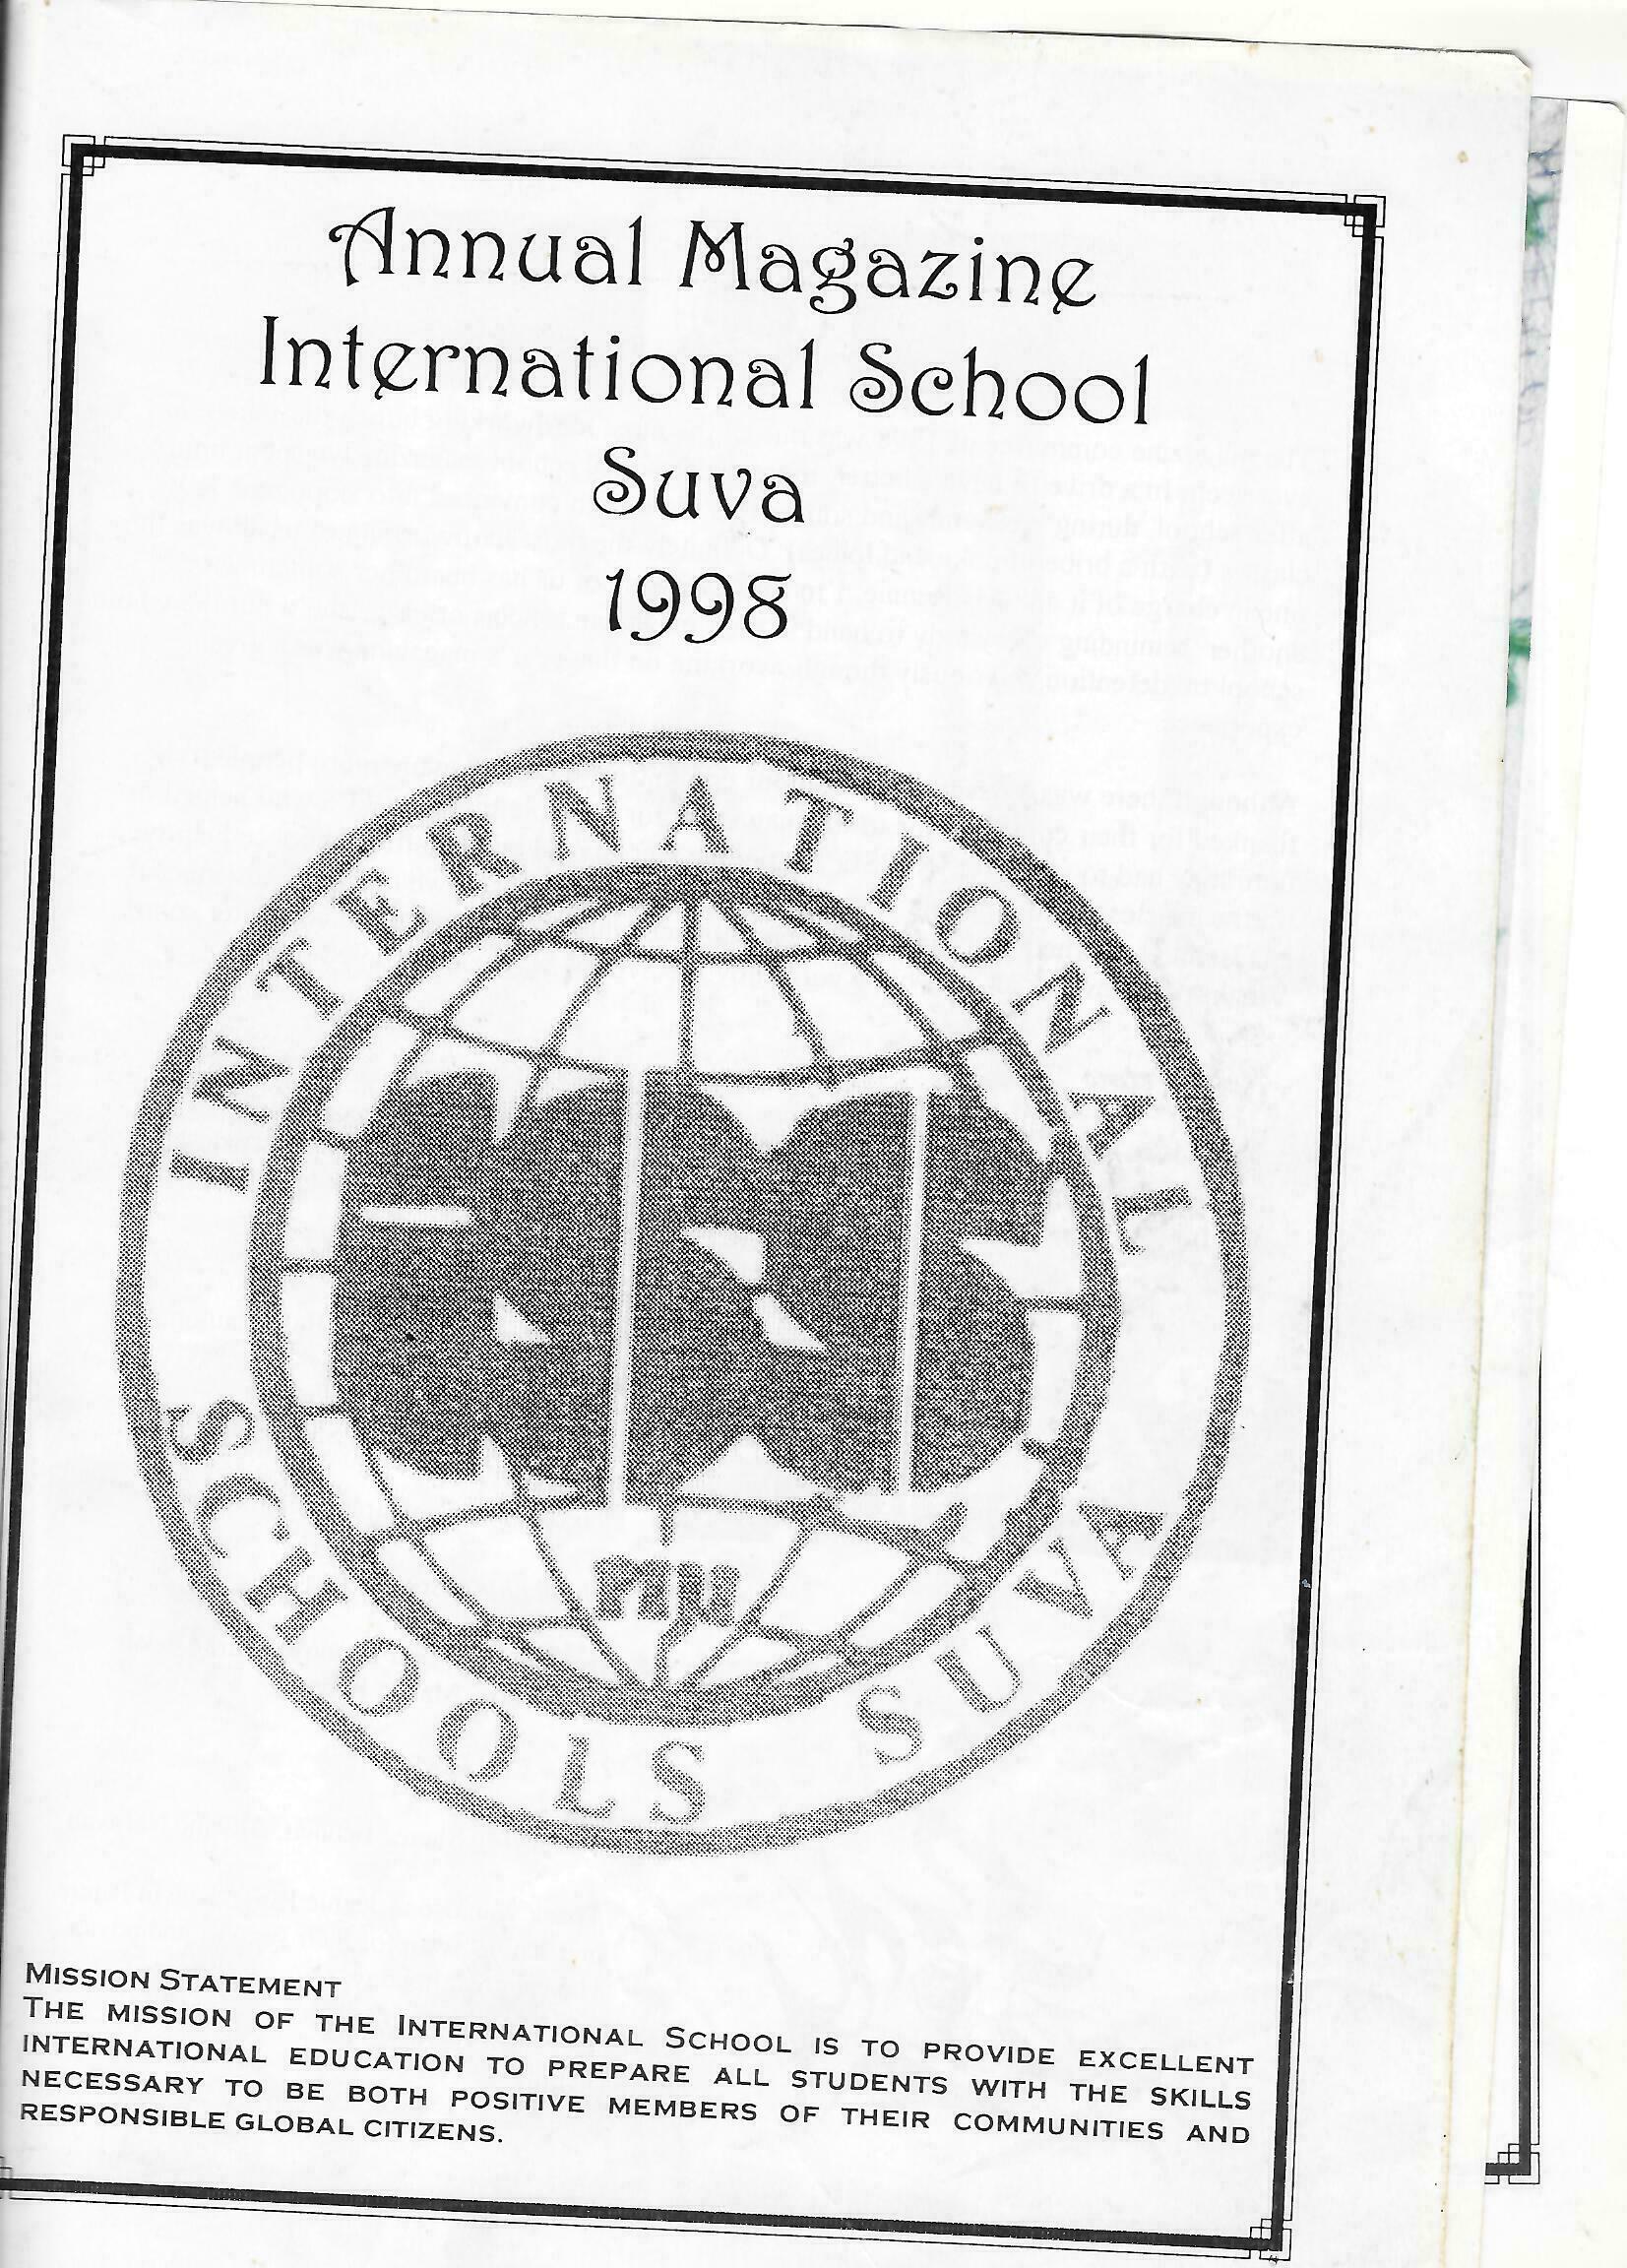 Annual Magazine
International School
Suva
1998
INTERNATIONAL
SCHOOLS SUVA
FIJI
MISSION STATEMENT
THE MISSION OF THE INTERNATIONAL SCHOOL IS TO PROVIDE EXCELLENT
INTERNATIONAL EDUCATION TO PREPARE ALL STUDENTS WITH THE SKILLS
NECESSARY TO BE BOTH POSITIVE MEMBERS OF THEIR COMMUNITIES AND
RESPONSIBLE GLOBAL CITIZENS.